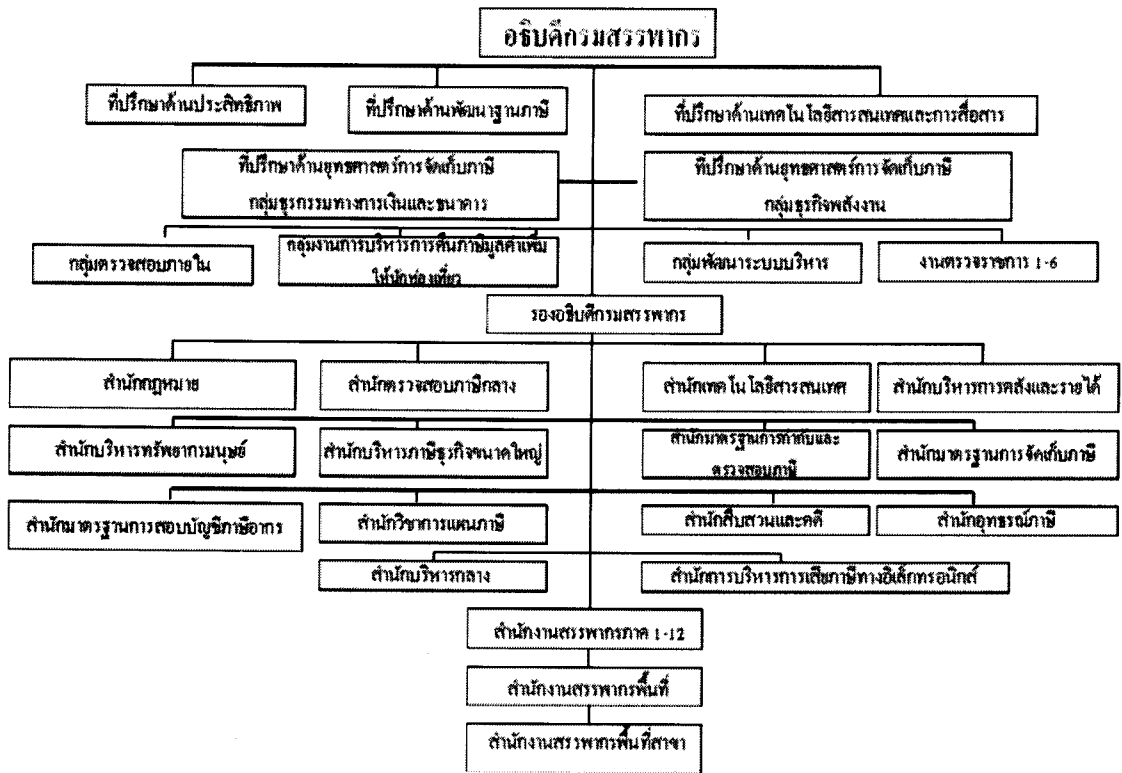 อธิบดีกรมสรรพากร
ที่ปรึกษาด้านประสิทธิภาพ
ที่ปรึกษาด้านพัฒนาฐานภาษี
ที่ปรึกษาด้านเทคโนโลยีสารสนเทศและการสื่อสาร
ที่ปรึกษาด้านยุทธศาสตร์การจัดเก็บภาษี
กลุ่มธุรกรรมทางการเงินและธนาคาร
ที่ปรึกษาด้านยุทธศาสตร์การจัดเก็บภาษี
กลุ่มธุรกิจพลังงาน
กลุ่มตรวจสอบภายใน
กลุ่มงานการบริหารการคืนภาษีมูลค่าเพิ่ม
ให้นักท่องเที่ยว
กลุ่มพัฒนาระบบบริหาร
งานตรวจราชการ 1-6
รองอธิบดีกรมสรรพากร
สำนักกฎหมาย
สำนักตรวจสอบภาษีกลาง
สำนักเทคโนโลยีสารสนเทศ
สำนักบริหารการคลังและรายได้
สำนักบริหารทรัพยากรมนุษย์
สำนักบริหารภาษีธุรกิจขนาดใหญ่
สำนักมาตรฐานการกำกับและ
ตรวจสอบภาษี
สำนักมาตรฐานการจัดเก็บภาษี
สำนักมาตรฐานการสอบบัญชีภาษีอากร
สำนักวิชาการแผนภาษี
สำนักสืบสวนและคดี
สำนักอุทธรณ์ภาษี
สำนักบริหารกลาง
สำนักการบริหารการเสียภาษีทางอิเล็กทรอนิกส์
สำนักงานสรรพากรภาค 1-12
สำนักงานสรรพากรพื้นที่
สำนักงานสรรพากรพื้นที่สาขา